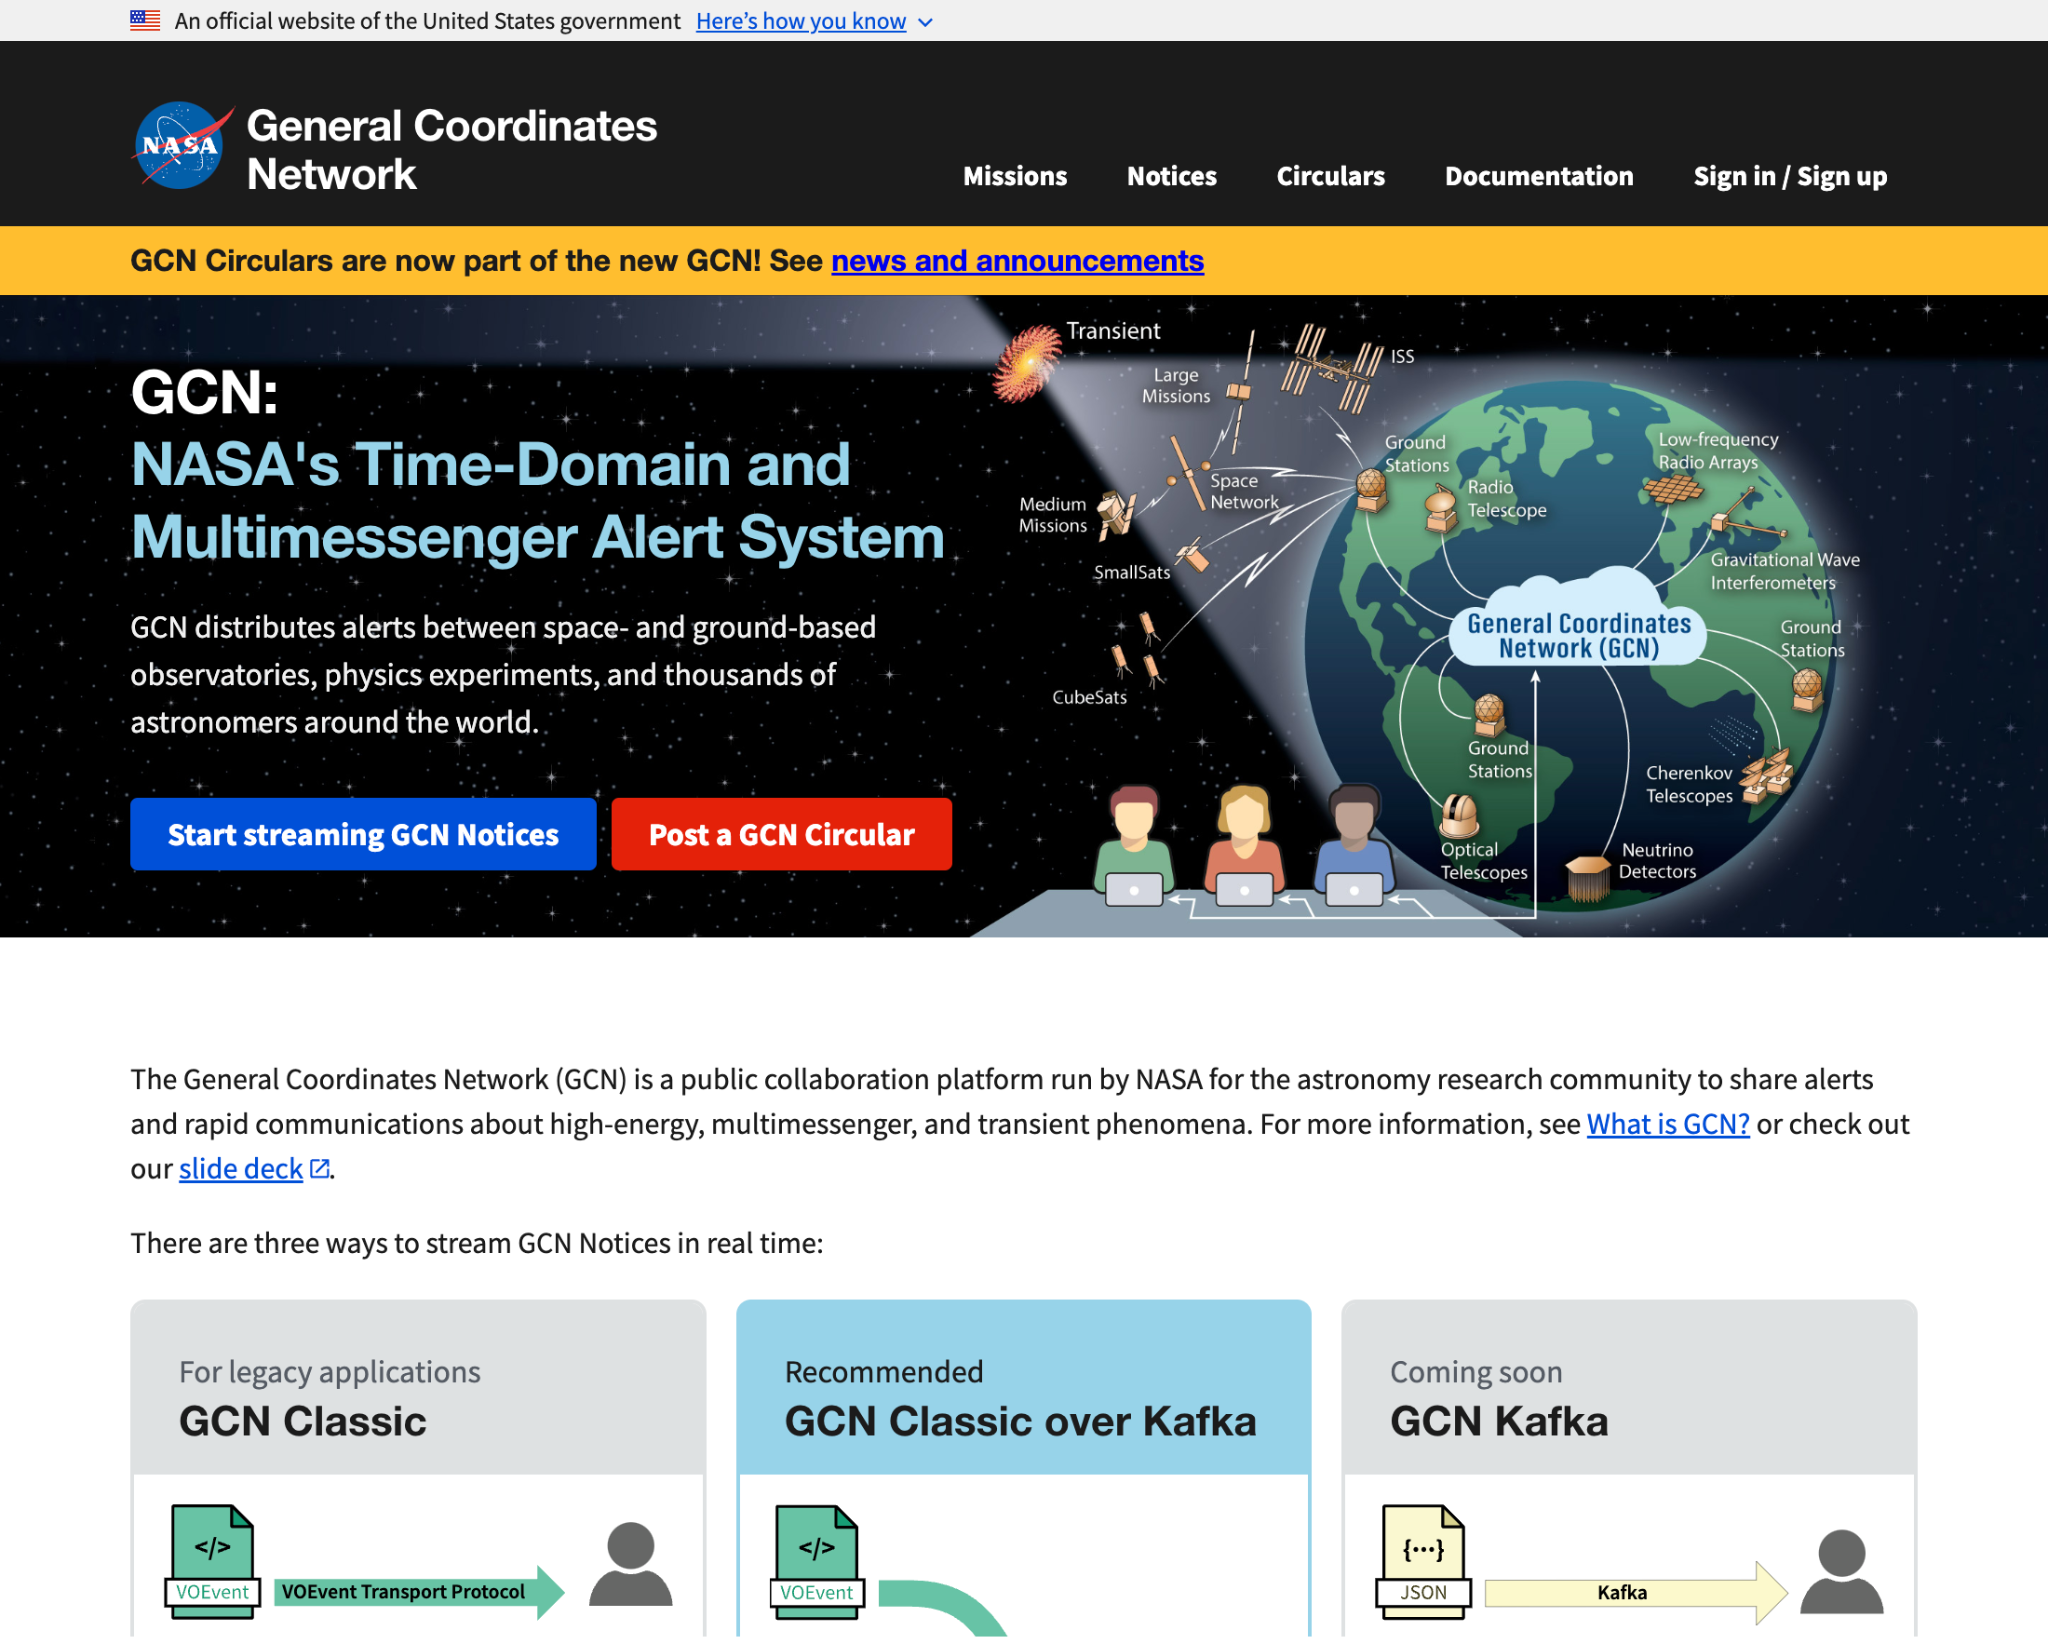 An official website of the United States government Here’s how you know
NASA
General Coordinates
Network
Missions Notices Circulars Documentation Sign in / Sign up
GCN Circulars are now part of the new GCN! See news and announcements
GCN:
NASA's Time-Domain and
Multimessenger Alert System
GCN distributes alerts between space- and ground-based
observatories, physics experiments, and thousands of
astronomers around the world.
Start streaming GCN Notices
Post a GCN Circular
Transient
Large
Missions
ISS
Ground
Stations
Low-frequency
Radio Arrays
Space
Network
Radio
Telescope
Medium
Missions
SmallSats
Gravitational Wave
Interferometers
General Coordinates
Network (GCN)
Ground
Stations
CubeSats
Ground
Stations
Cherenkov
Telescopes
Optical
Telescopes
Neutrino
Detectors
The General Coordinates Network (GCN) is a public collaboration platform run by NASA for the astronomy research community to share alerts
and rapid communications about high-energy, multimessenger, and transient phenomena. For more information, see What is GCN? or check out
our slide deck.
There are three ways to stream GCN Notices in real time:
For legacy applications
GCN Classic
</>
VOEvent
VOEvent Transport Protocol
Recommended
GCN Classic over Kafka
</>
VOEvent
Coming soon
GCN Kafka
{···}
JSON
Kafka